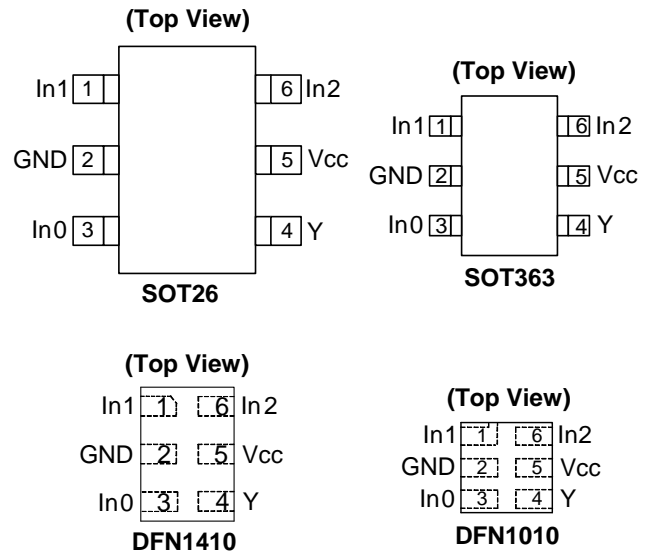 (Top View)
In1 1 6 In2
GND 2 5 Vcc
In0 3 4 Y
SOT26
(Top View)
In1 1 6 In2
GND 2 5 Vcc
In0 3 4 Y
SOT363
(Top View)
In1 1 6 In2
GND 2 5 Vcc
In0 3 4 Y
DFN1410
(Top View)
In1 1 6 In2
GND 2 5 Vcc
In0 3 4 Y
DFN1010